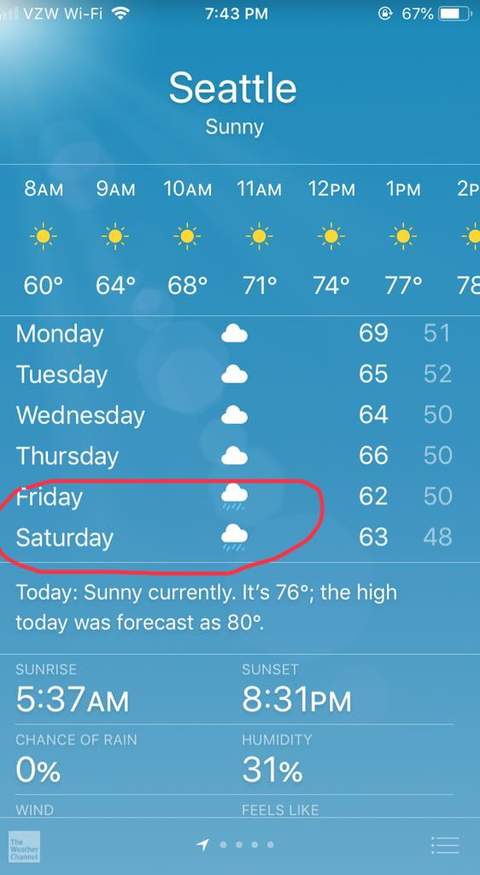 VZW Wi-Fi 7:43 PM 67%
Seattle
Sunny
8AM 9AM 10AM 11AM 12PM 1PM 2P
60° 64° 68° 71° 74° 77° 78
Monday 69 51
Tuesday 65 52
Wednesday 64 50
Thursday 66 50
Friday 62 50
Saturday 63 48
Today: Sunny currently. It’s 76°; the high
today was forecast as 80°.
SUNRISE SUNSET
5:37AM 8:31PM
CHANCE OF RAIN HUMIDITY
0% 31%
WIND FEELS LIKE
The
Weather
Channel